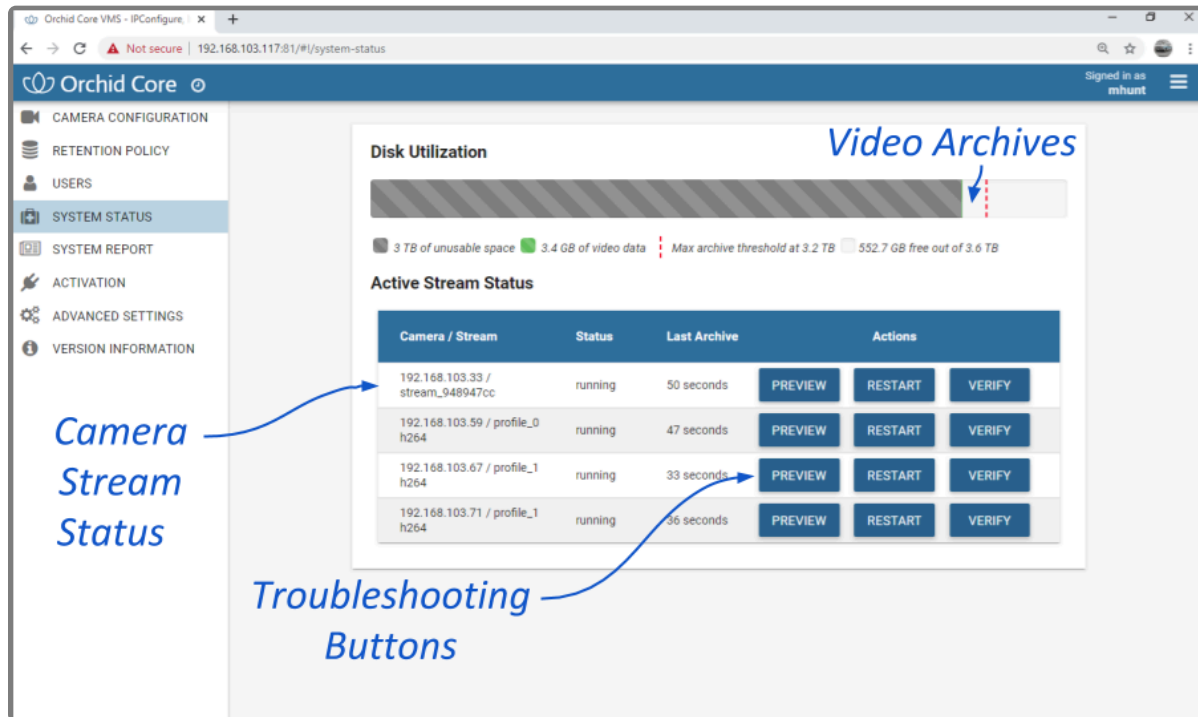 Orchid Core VMS - IPConfigure, I
Not secure | 192.168.103.117:81/#!/system-status
Orchid Core
Signed in as
mhunt
CAMERA CONFIGURATION
RETENTION POLICY
USERS
SYSTEM STATUS
SYSTEM REPORT
ACTIVATION
ADVANCED SETTINGS
VERSION INFORMATION
Disk Utilization
Video Archives
3 TB of unusable space 3.4 GB of video data Max archive threshold at 3.2 TB 552.7 GB free out of 3.6 TB
Active Stream Status
Camera / Stream Status Last Archive Actions
192.168.103.33 /
stream_948947cc
running 50 seconds PREVIEW RESTART VERIFY
192.168.103.59 / profile_0
h264
running 47 seconds PREVIEW RESTART VERIFY
192.168.103.67 / profile_1
h264
running 33 seconds PREVIEW RESTART VERIFY
192.168.103.71 / profile_1
h264
running 36 seconds PREVIEW RESTART VERIFY
Camera
Stream
Status
Troubleshooting
Buttons